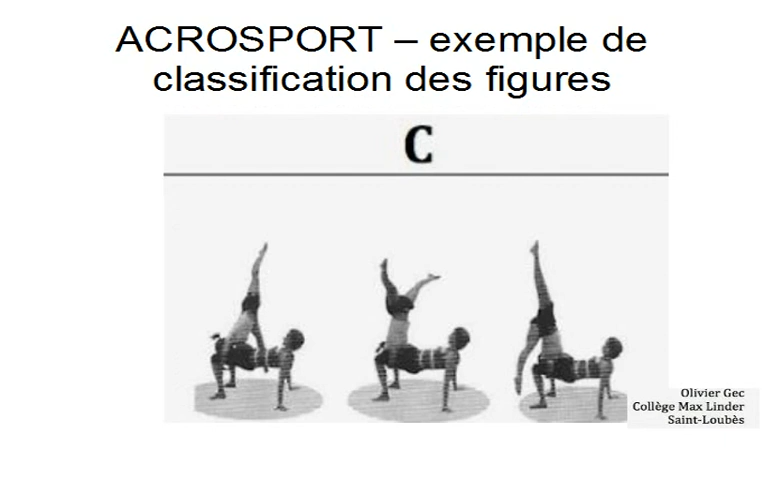 ACROSPORT – exemple de
classification des figures
C
Olivier Gec
Collège Max Linder
Saint-Loubès